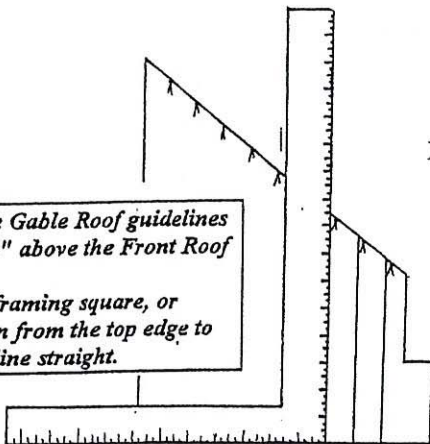 Gable Roof guidelines
" above the Front Roof
framing square, or
from the top edge to
line straight.